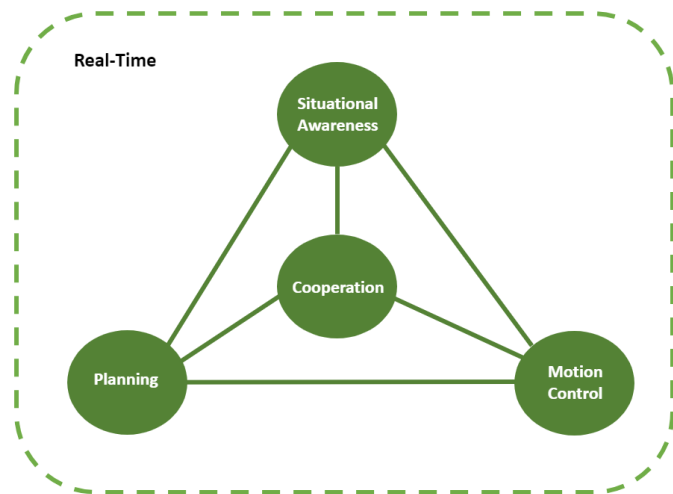 Real-Time
Situational
Awareness
Cooperation
Planning
Motion
Control